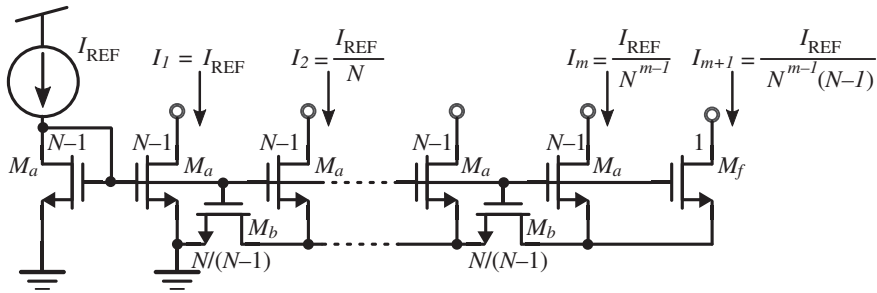 I_REF
I_1 = I_REF
I_2 = I_REF / N
I_m = I_REF / N^{m–1}
I_{m+1} = I_REF / N^{m–1}(N–1)
N–1
N–1
N–1
N–1
N–1
1
M_a
M_a
M_a
M_a
M_a
M_f
M_b
M_b
N/(N–1)
N/(N–1)